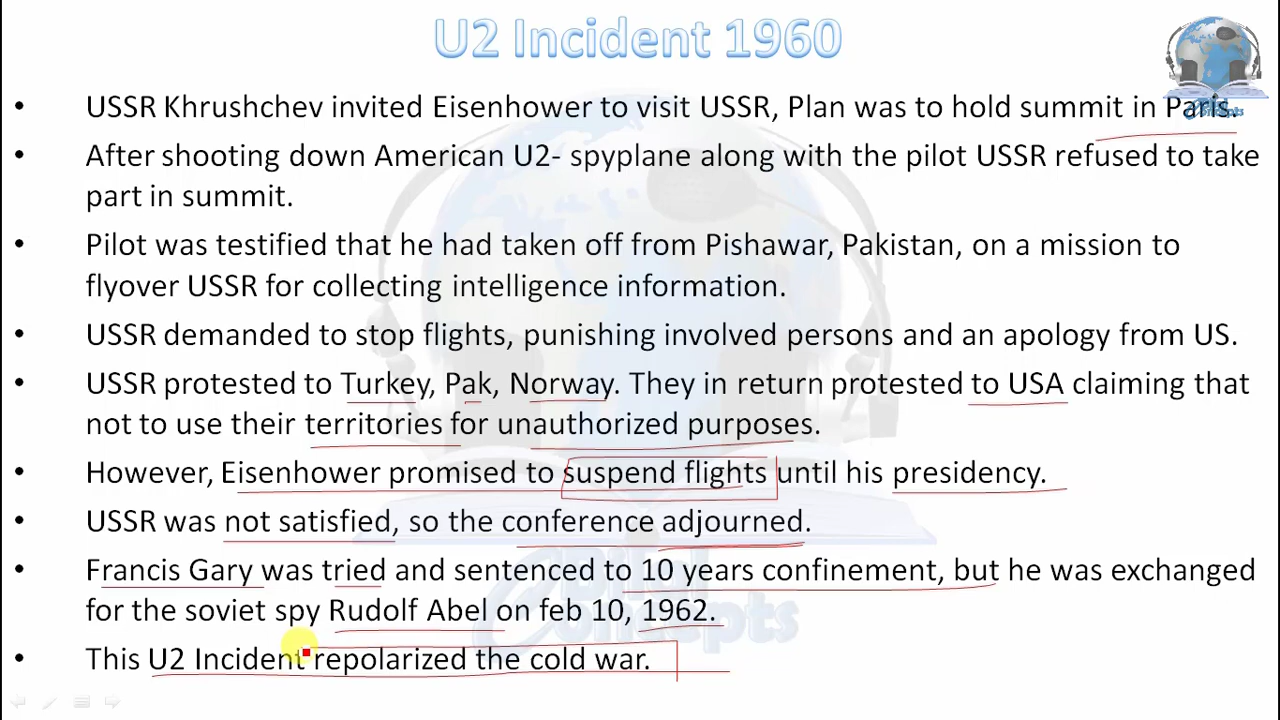 U2 Incident 1960
• USSR Khrushchev invited Eisenhower to visit USSR, Plan was to hold summit in Paris.
• After shooting down American U2- spyplane along with the pilot USSR refused to take
part in summit.
• Pilot was testified that he had taken off from Pishawar, Pakistan, on a mission to
flyover USSR for collecting intelligence information.
• USSR demanded to stop flights, punishing involved persons and an apology from US.
• USSR protested to Turkey, Pak, Norway. They in return protested to USA claiming that
not to use their territories for unauthorized purposes.
• However, Eisenhower promised to suspend flights until his presidency.
• USSR was not satisfied, so the conference adjourned.
• Francis Gary was tried and sentenced to 10 years confinement, but he was exchanged
for the soviet spy Rudolf Abel on feb 10, 1962.
• This U2 Incident repolarized the cold war.